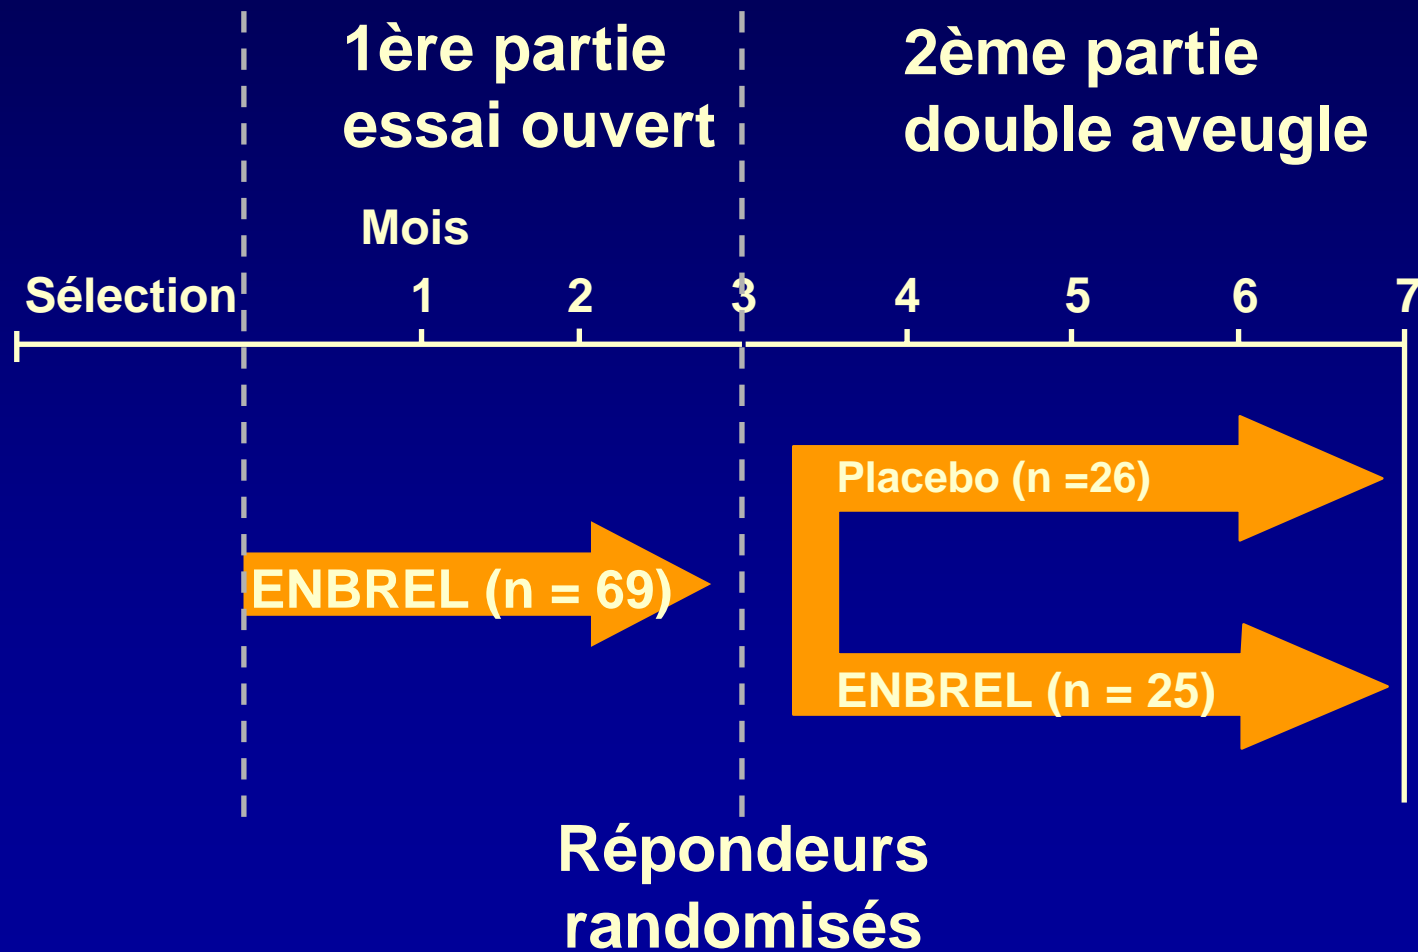 1ère partie
essai ouvert
2ème partie
double aveugle
Mois
Sélection 1 2 3 4 5 6 7
Placebo (n =26)
ENBREL (n = 69)
ENBREL (n = 25)
Répondeurs
randomisés